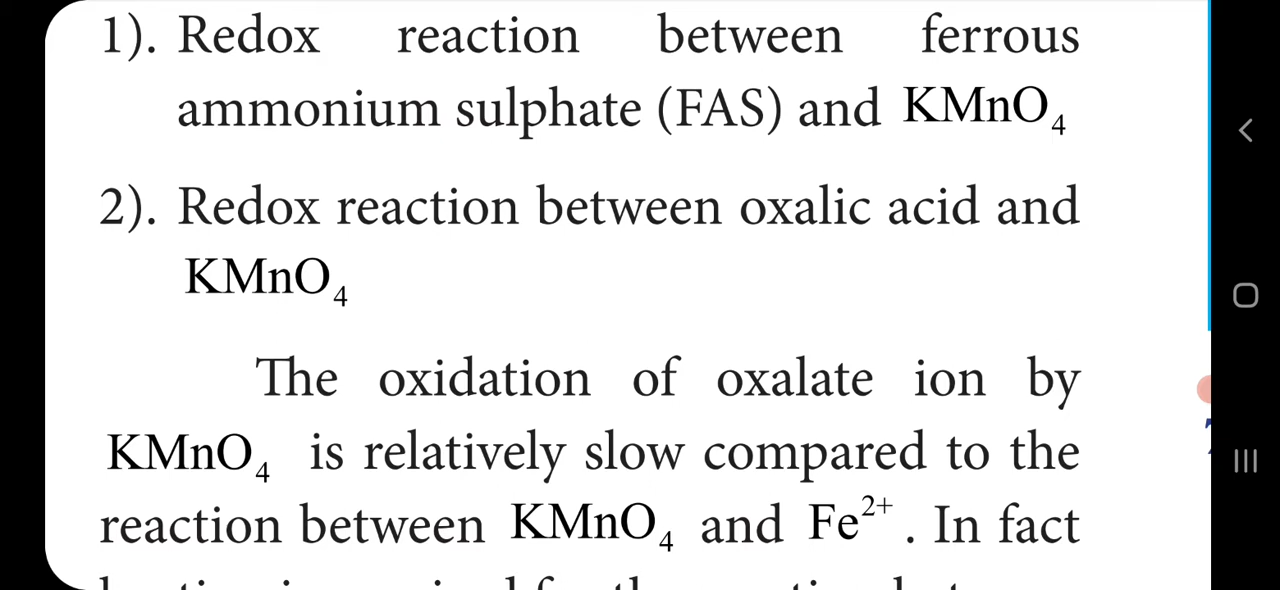 1). Redox reaction between ferrous
ammonium sulphate (FAS) and KMnO₄
2). Redox reaction between oxalic acid and
KMnO₄
The oxidation of oxalate ion by
KMnO₄ is relatively slow compared to the
reaction between KMnO₄ and Fe²⁺. In fact